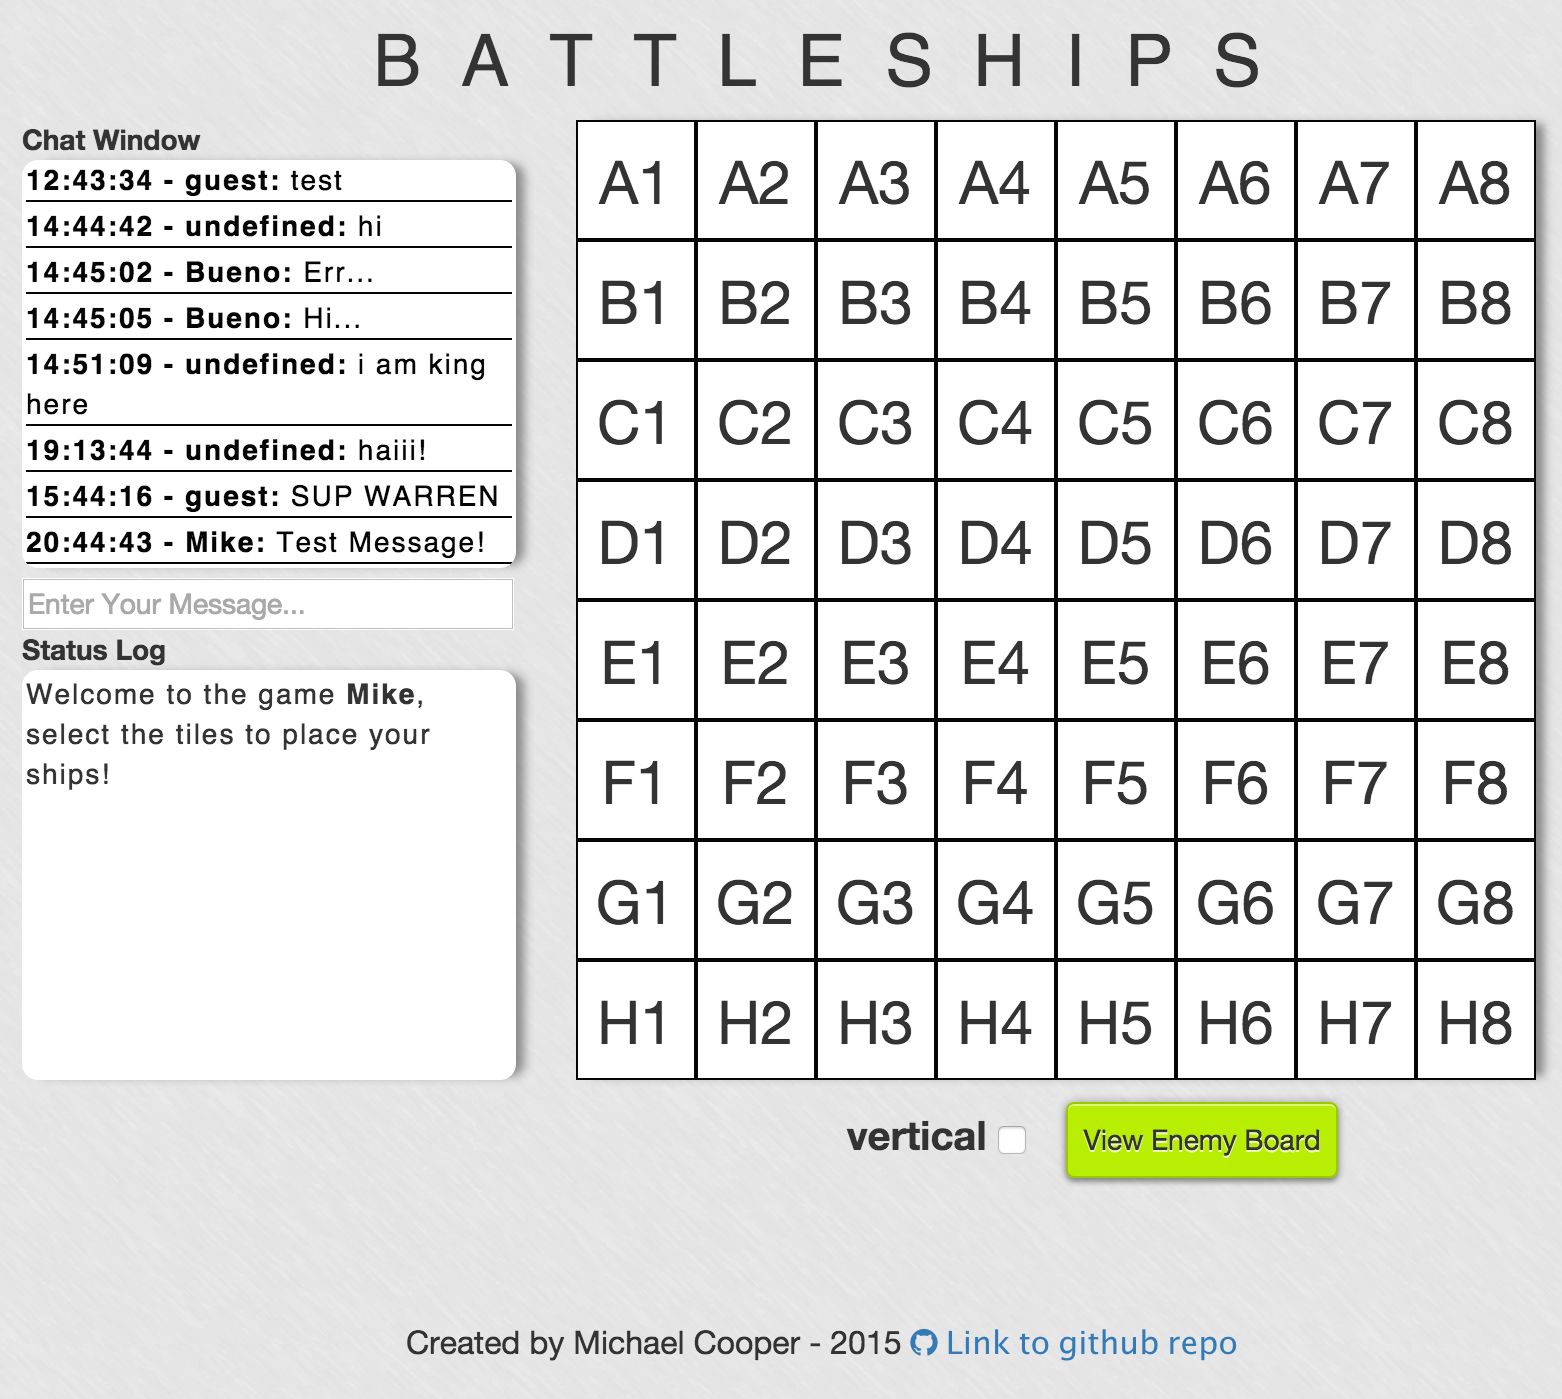 BATTLESHIPS
Chat Window
12:43:34 - guest: test
14:44:42 - undefined: hi
14:45:02 - Bueno: Err...
14:45:05 - Bueno: Hi...
14:51:09 - undefined: i am king
here
19:13:44 - undefined: haiii!
15:44:16 - guest: SUP WARREN
20:44:43 - Mike: Test Message!
Enter Your Message...
Status Log
Welcome to the game Mike,
select the tiles to place your
ships!
A1 A2 A3 A4 A5 A6 A7 A8
B1 B2 B3 B4 B5 B6 B7 B8
C1 C2 C3 C4 C5 C6 C7 C8
D1 D2 D3 D4 D5 D6 D7 D8
E1 E2 E3 E4 E5 E6 E7 E8
F1 F2 F3 F4 F5 F6 F7 F8
G1 G2 G3 G4 G5 G6 G7 G8
H1 H2 H3 H4 H5 H6 H7 H8
vertical View Enemy Board
Created by Michael Cooper - 2015 Link to github repo